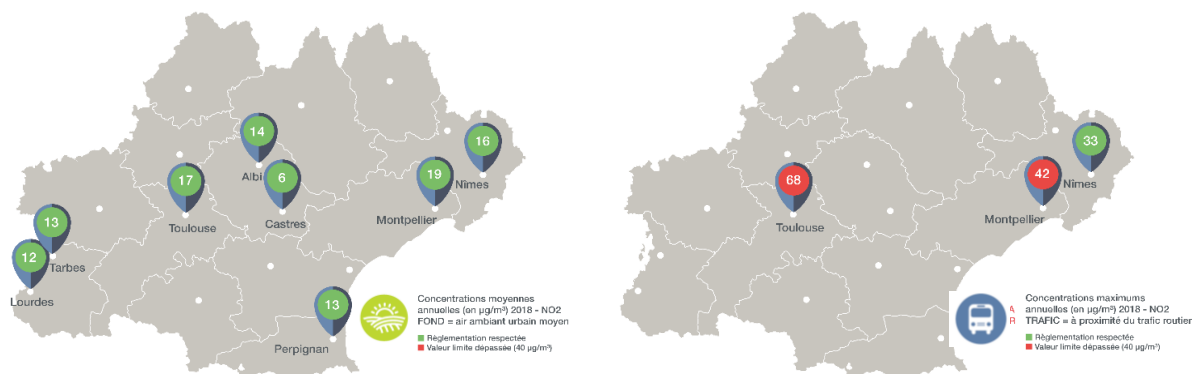 14
16
6
19
17
Albi
Nîmes
Castres
Montpellier
Toulouse
13
12
Tarbes
Lourdes
13
Perpignan
Concentrations moyennes
annuelles (en µg/m³) 2018 - NO2
FOND = air ambiant urbain moyen
Règlementation respectée
Valeur limite dépassée (40 µg/m³)
33
42
68
Nîmes
Montpellier
Toulouse
Concentrations maximums
A annuelles (en µg/m³) 2018 - NO2
R TRAFIC = à proximité du trafic routier
Règlementation respectée
Valeur limite dépassée (40 µg/m³)